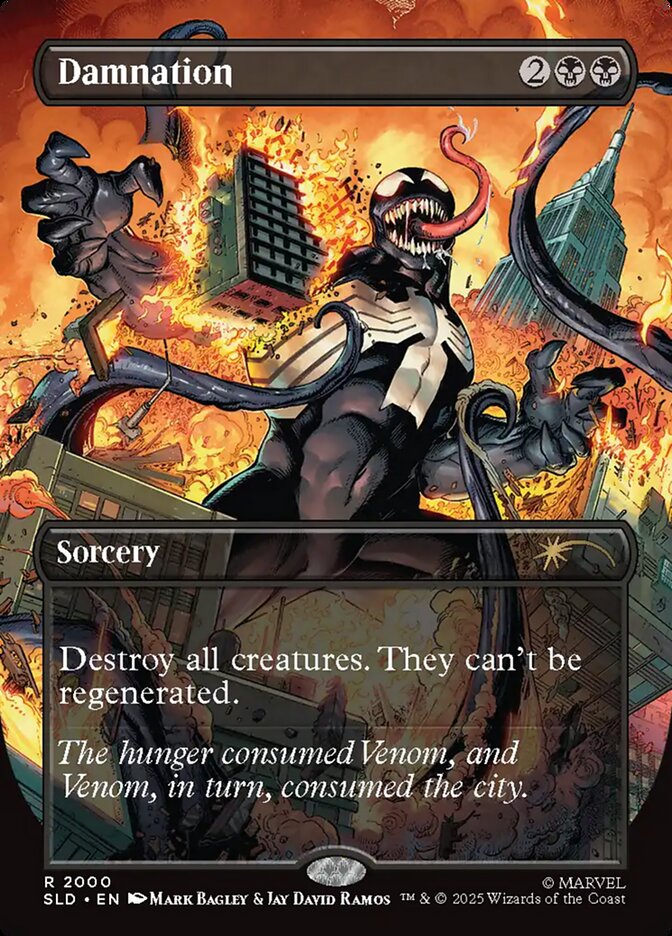 Damnation 2
Sorcery
Destroy all creatures. They can't be
regenerated.
The hunger consumed Venom, and
Venom, in turn, consumed the city.
R 2000
© MARVEL
SLD • EN Mark Bagley & Jay David Ramos ™ & © 2025 Wizards of the Coast